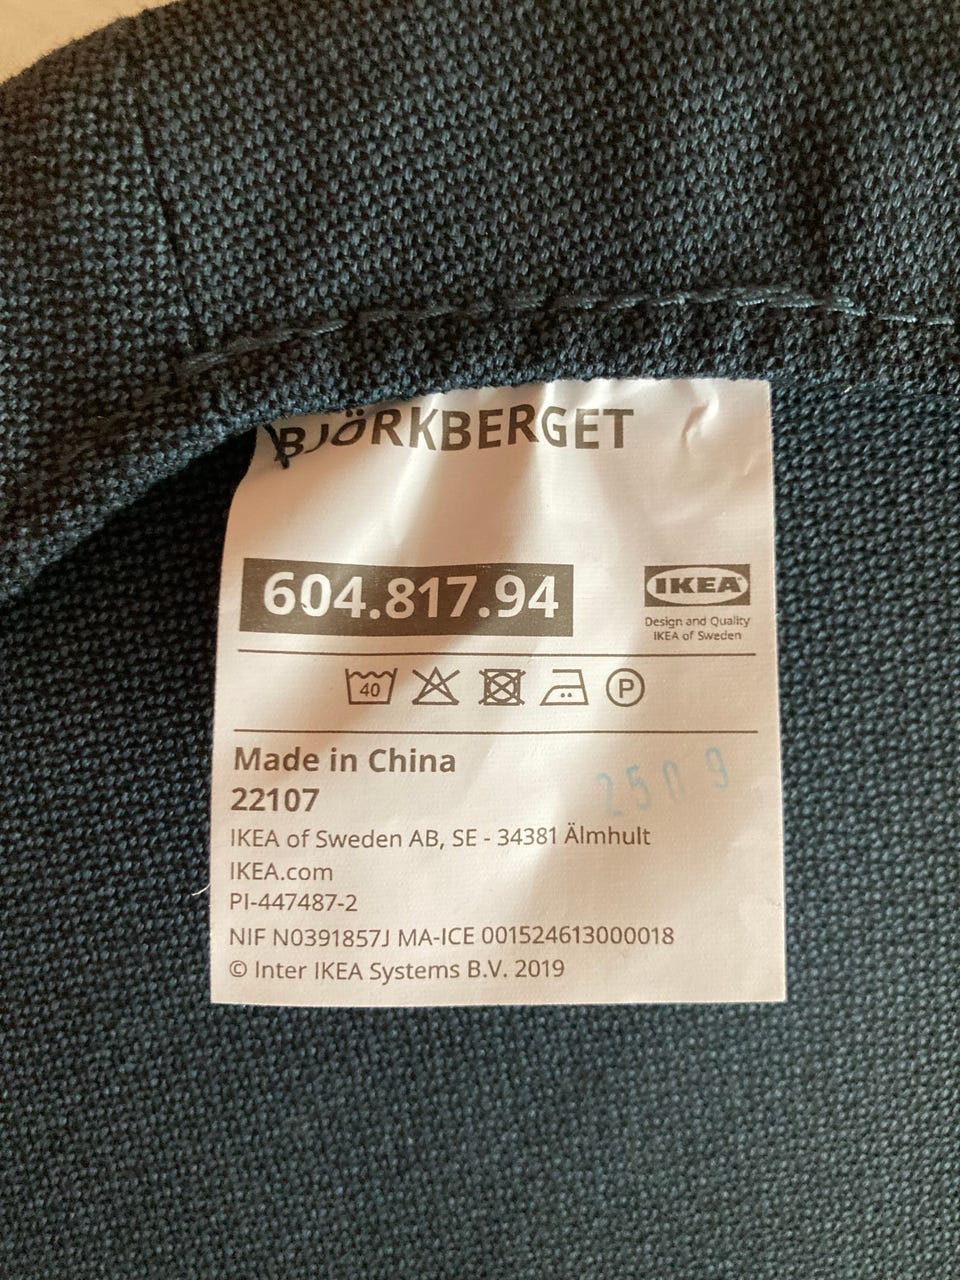 BJÖRKBERGET
604.817.94
IKEA
Design and Quality
IKEA of Sweden
40
P
Made in China
22107
2509
IKEA of Sweden AB, SE - 34381 Älmhult
IKEA.com
PI-447487-2
NIF N0391857J MA-ICE 001524613000018
© Inter IKEA Systems B.V. 2019